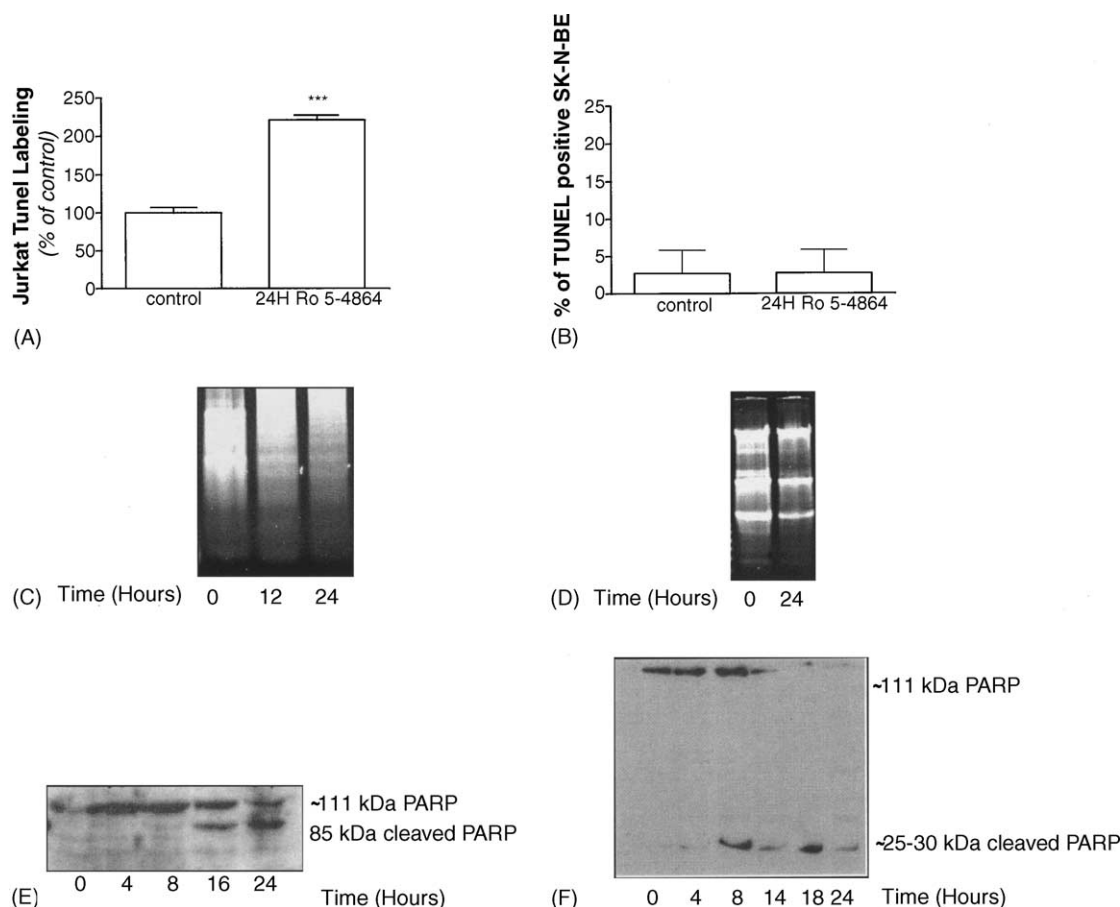 Jurkat Tunel Labeling
(% of control)
250
200
150
100
50
0
***
control
24H Ro 5-4864
(A)
% of TUNEL positive SK-N-BE
25
20
15
10
5
0
control
24H Ro 5-4864
(B)
(C) Time (Hours) 0 12 24
(D) Time (Hours) 0 24
~111 kDa PARP
85 kDa cleaved PARP
(E) 0 4 8 16 24 Time (Hours)
~111 kDa PARP
~25-30 kDa cleaved PARP
(F) 0 4 8 14 18 24 Time (Hours)